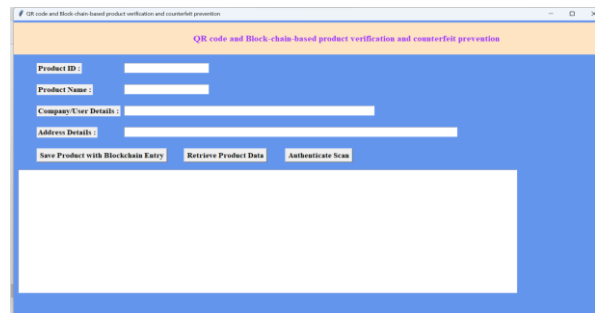 QR code and Block-chain-based product verification and counterfeit prevention
QR code and Block-chain-based product verification and counterfeit prevention
Product ID :
Product Name :
Company/User Details :
Address Details :
Save Product with Blockchain Entry Retrieve Product Data Authenticate Scan